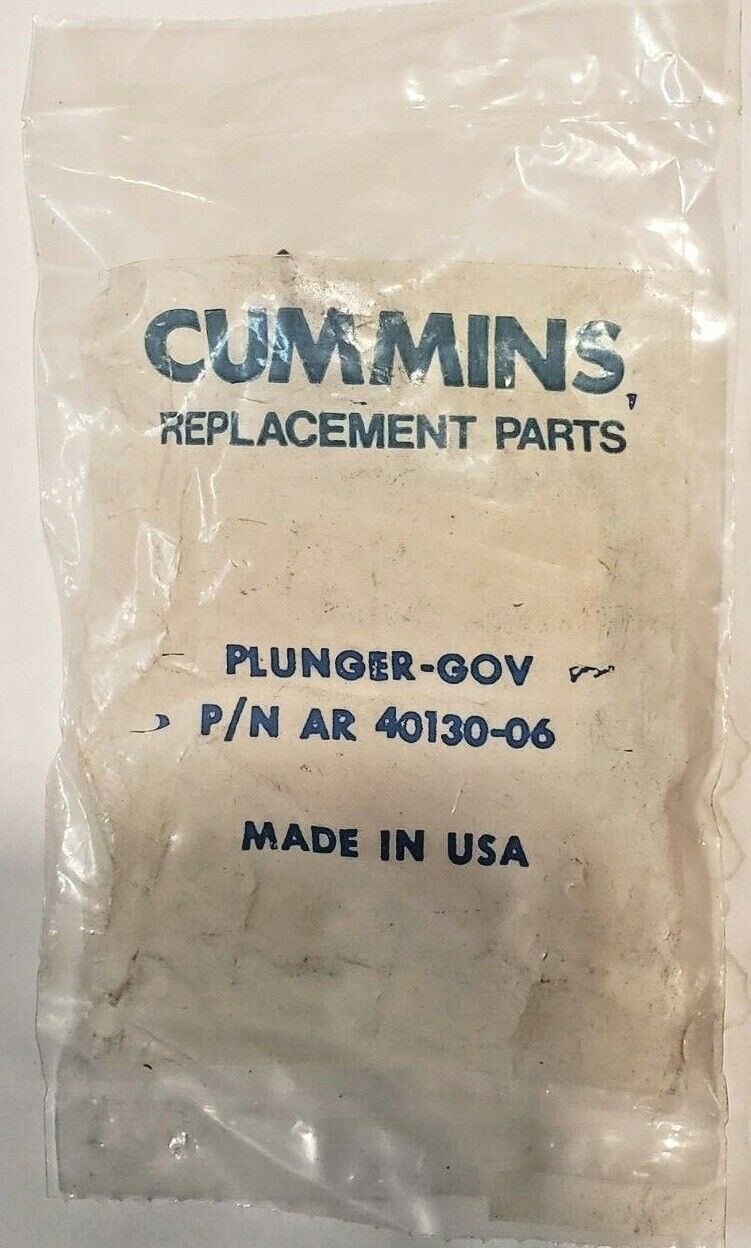 CUMMINS
REPLACEMENT PARTS
PLUNGER-GOV
P/N AR 40130-06
MADE IN USA